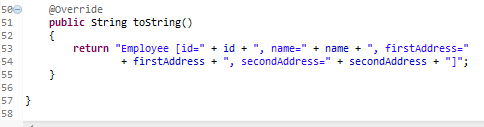 50 @Override
51 public String toString()
52 {
53 return "Employee [id=" + id + ", name=" + name + ", firstAddress="
54 + firstAddress + ", secondAddress=" + secondAddress + "]";
55 }
56
57 }
58